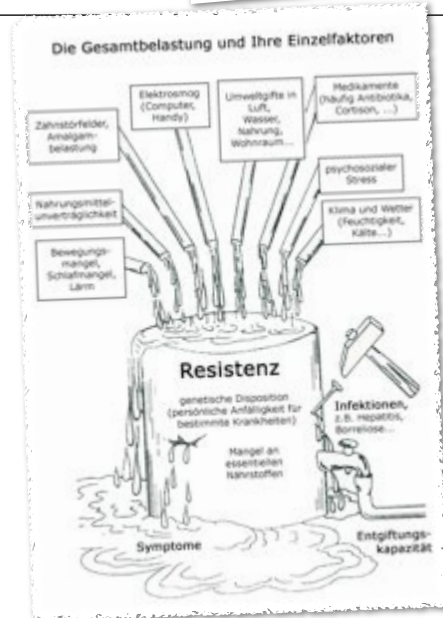 Die Gesamtbelastung und Ihre Einzelfaktoren
Zahnstörfelder,
Amalgam-
belastung
Elektrosmog
(Computer,
Handy)
Umweltgifte in
Luft,
Wasser,
Nahrung,
Wohnraum...
Medikamente
(häufig Antibiotika,
Cortison, ...)
Nahrungsmittel-
unverträglichkeit
psychosozialer
Stress
Bewegungs-
mangel,
Schlafmangel,
Lärm
Klima und Wetter
(Feuchtigkeit,
Kälte...)
Resistenz
genetische Disposition
(persönliche Anfälligkeit für
bestimmte Krankheiten)
Mangel an
essentiellen
Nährstoffen
Infektionen,
z.B. Hepatitis,
Borreliose...
Symptome
Entgiftungs-
kapazität